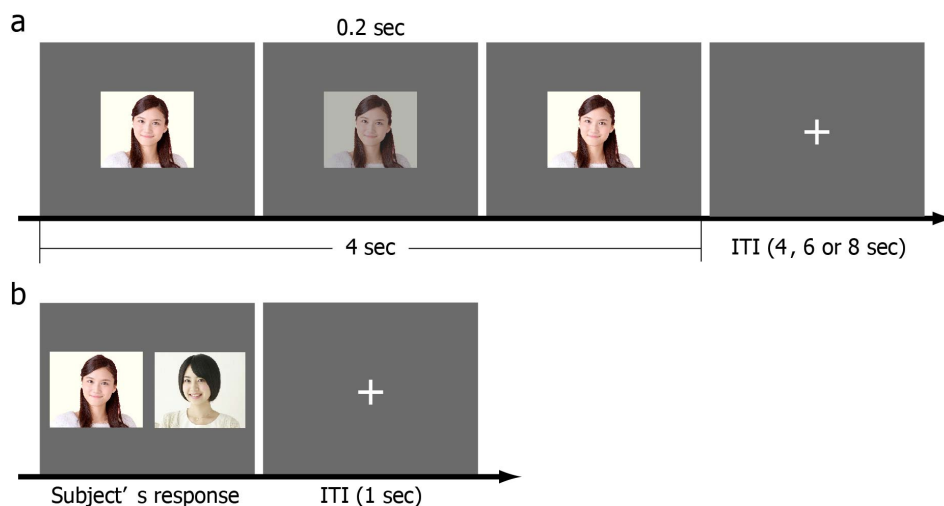 a
0.2 sec
4 sec
ITI (4, 6 or 8 sec)
b
Subject' s response
ITI (1 sec)